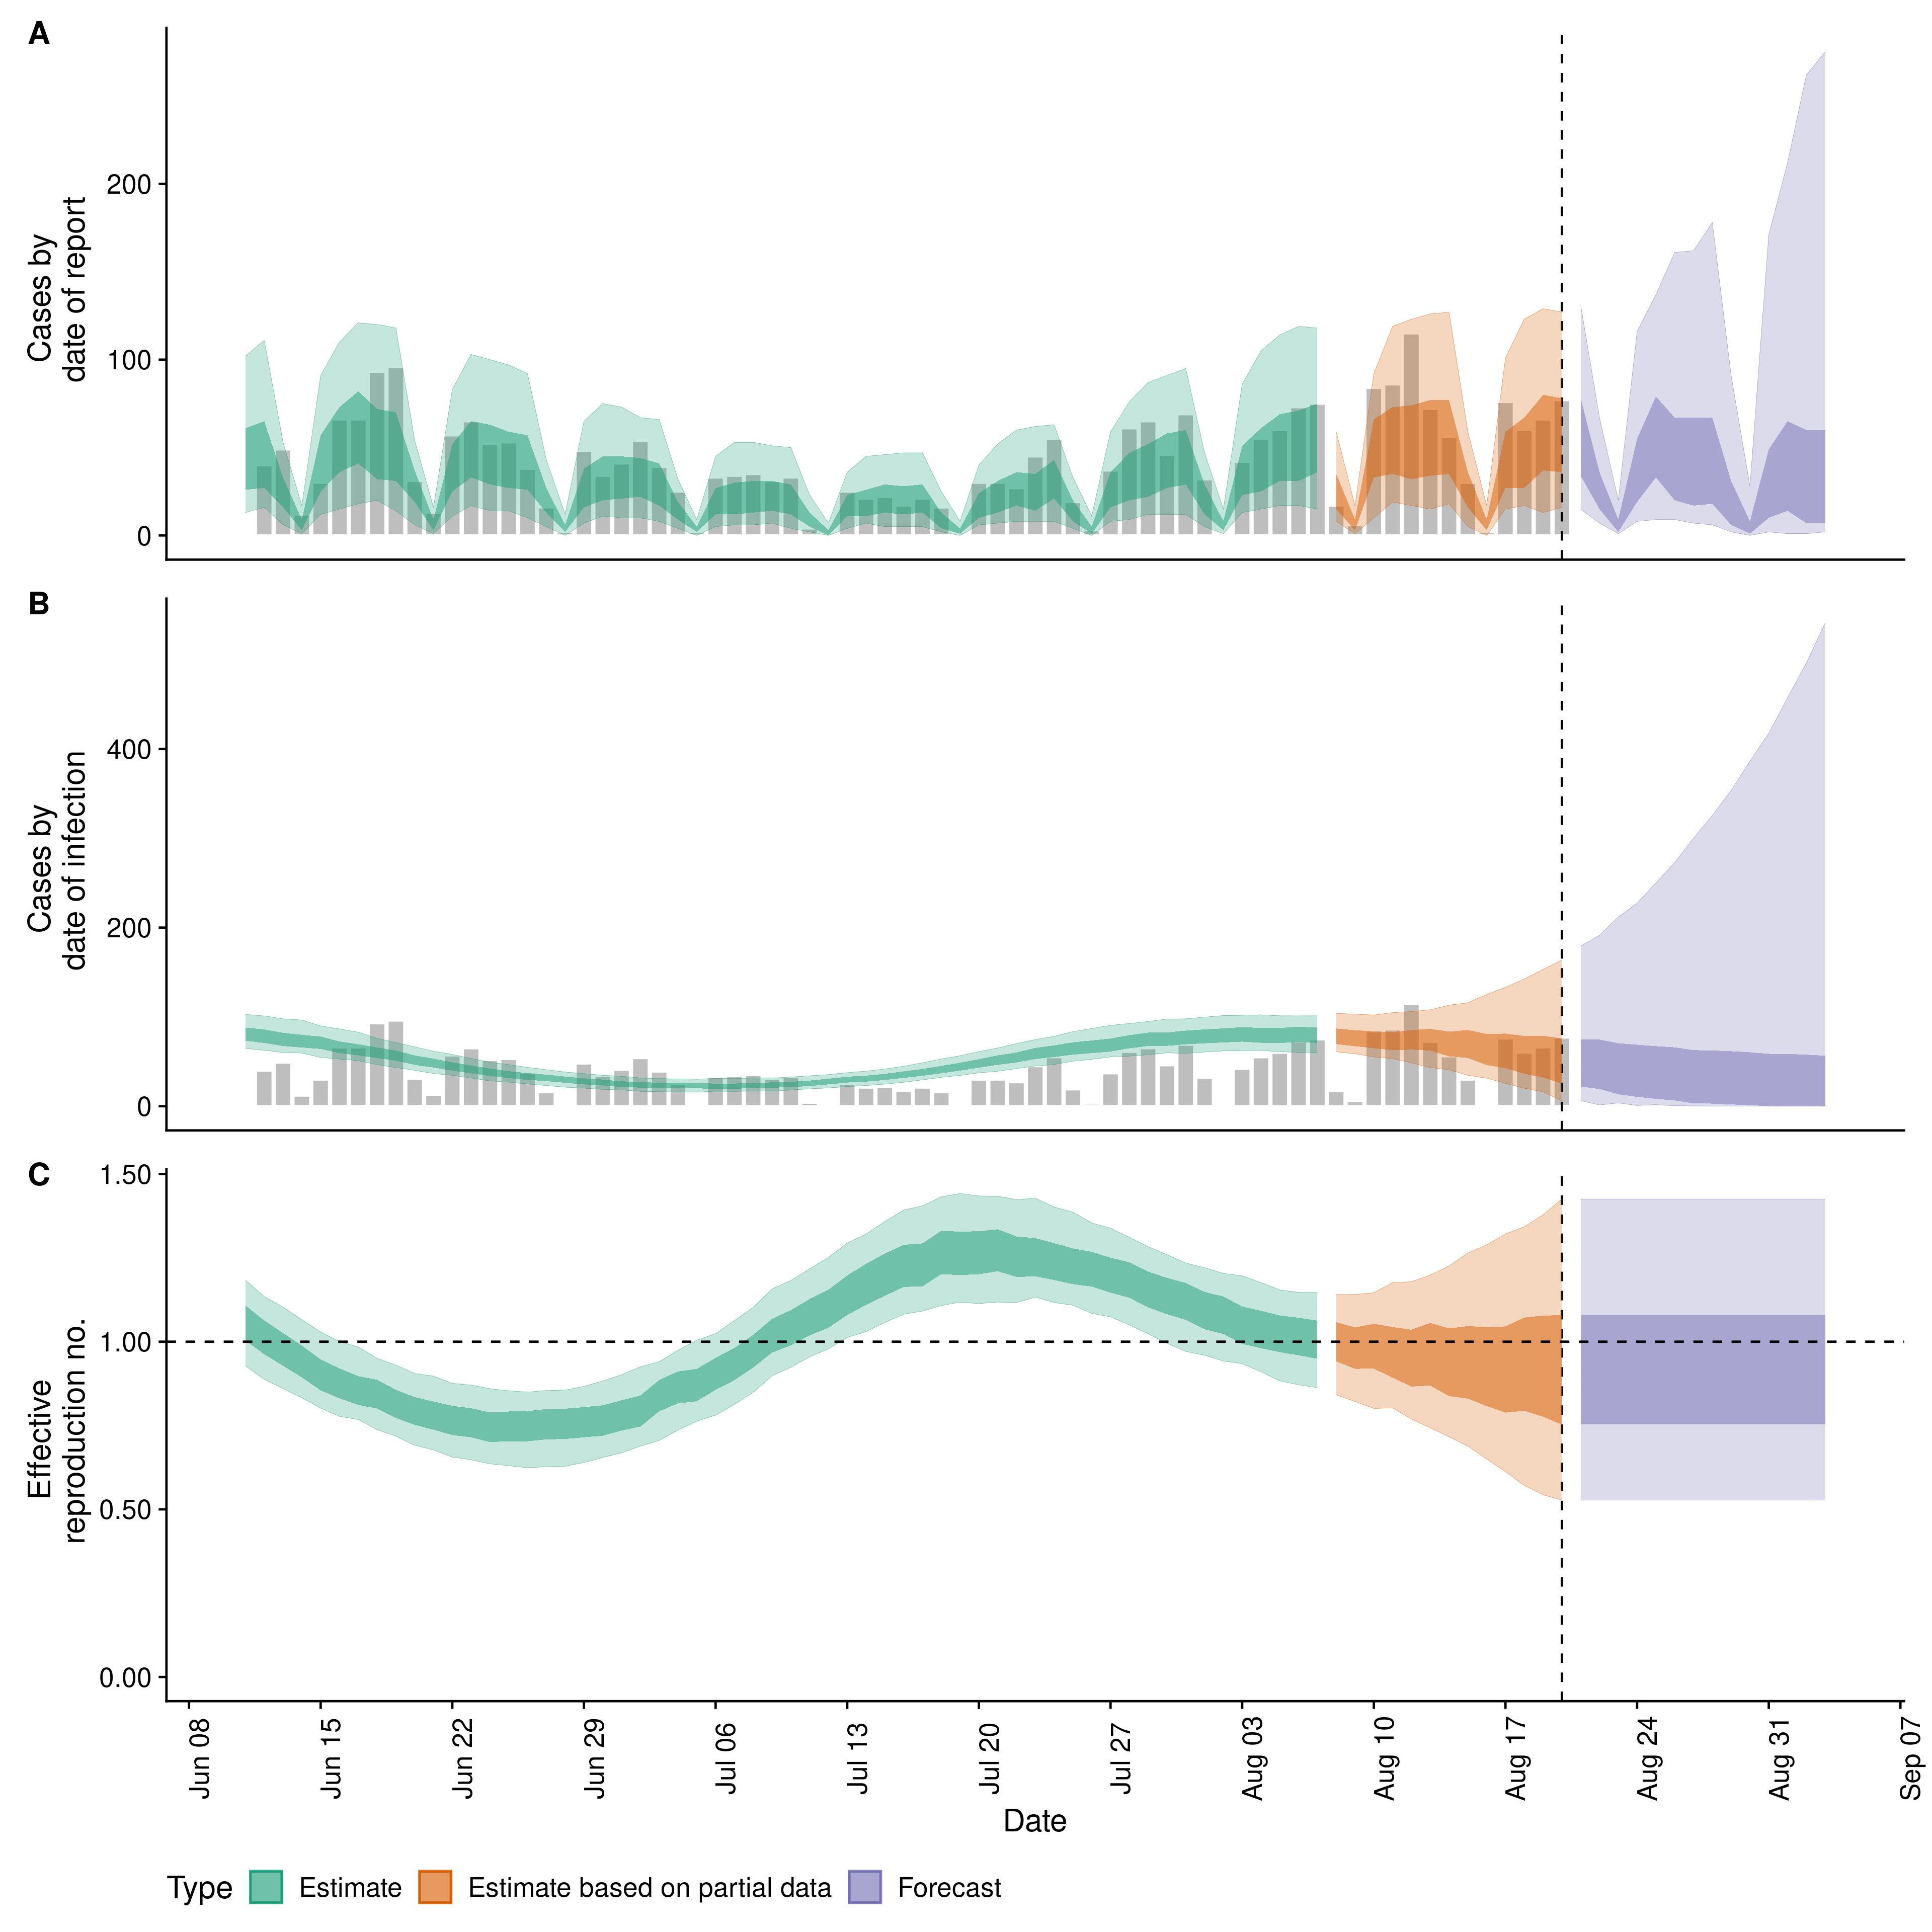 A
Cases by
date of report
200
100
0
B
Cases by
date of infection
400
200
0
C
Effective
reproduction no.
1.50
1.00
0.50
0.00
Jun 08
Jun 15
Jun 22
Jun 29
Jul 06
Jul 13
Jul 20
Jul 27
Aug 03
Aug 10
Aug 17
Aug 24
Aug 31
Sep 07
Date
Type Estimate Estimate based on partial data Forecast